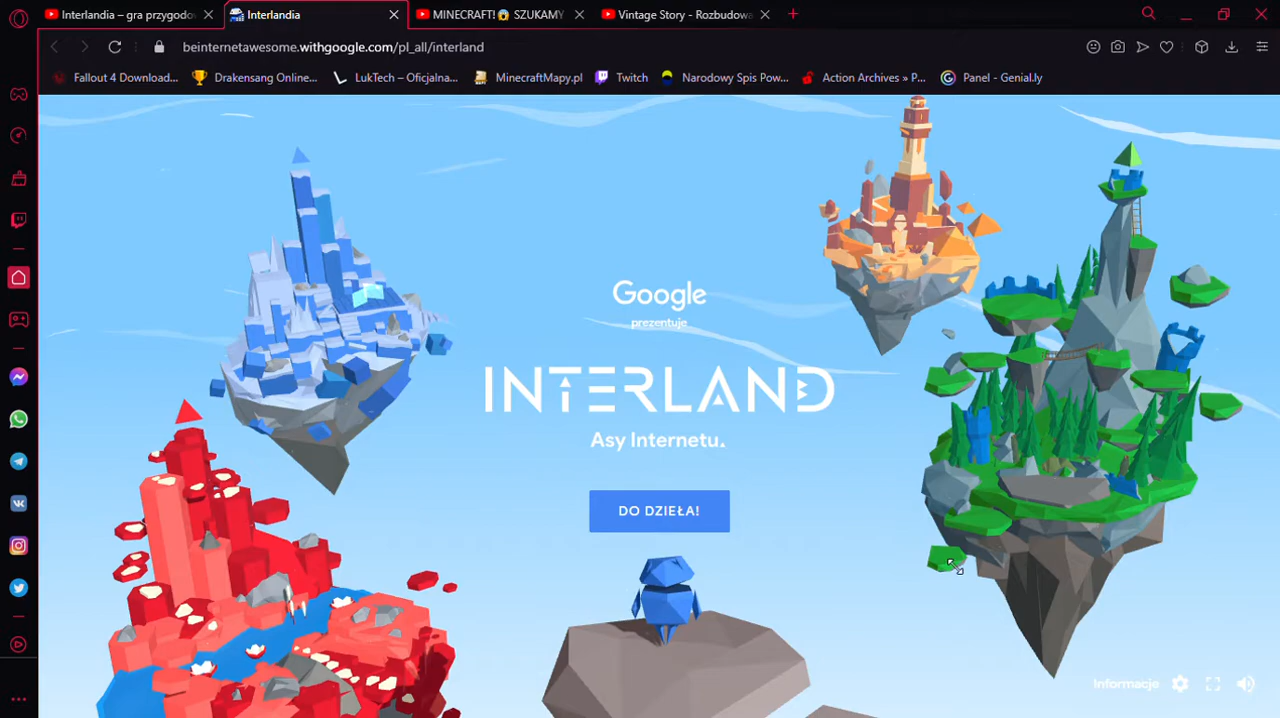 Interlandia – gra przygodo
Interlandia
MINECRAFT! 😱 SZUKAMY
Vintage Story - Rozbudowa
beinternetawesome.withgoogle.com/pl_all/interland
Fallout 4 Download...
Drakensang Online...
LukTech – Oficjalna...
MinecraftMapy.pl
Twitch
Narodowy Spis Pow...
Action Archives » P...
Panel - Genial.ly
Google
prezentuje
INTERLAND
Asy Internetu.
DO DZIEŁA!
Informacje